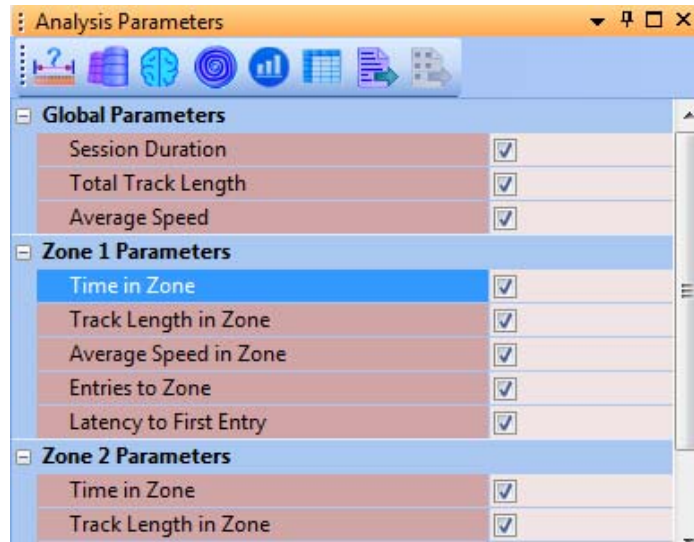 Analysis Parameters
Global Parameters
Session Duration
Total Track Length
Average Speed
Zone 1 Parameters
Time in Zone
Track Length in Zone
Average Speed in Zone
Entries to Zone
Latency to First Entry
Zone 2 Parameters
Time in Zone
Track Length in Zone